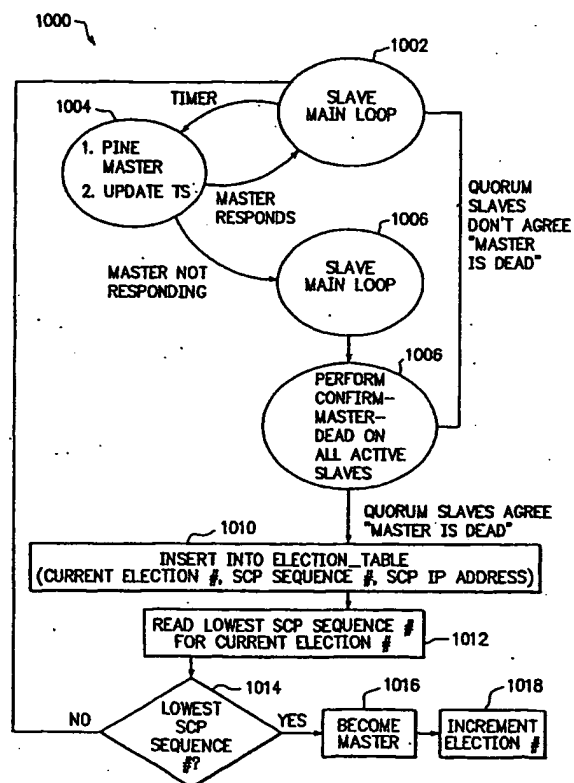 1000
1002
SLAVE
MAIN LOOP
TIMER
1004
1. PINE
MASTER
2. UPDATE TS
MASTER
RESPONDS
QUORUM
SLAVES
DON'T AGREE
"MASTER
IS DEAD"
1006
SLAVE
MAIN LOOP
MASTER NOT
RESPONDING
1006
PERFORM
CONFIRM–
MASTER–
DEAD ON
ALL ACTIVE
SLAVES
QUORUM SLAVES AGREE
"MASTER IS DEAD"
1010
INSERT INTO ELECTION_TABLE
(CURRENT ELECTION #, SCP SEQUENCE #, SCP IP ADDRESS)
READ LOWEST SCP SEQUENCE #
FOR CURRENT ELECTION #
1012
1014
LOWEST
SCP
SEQUENCE
#?
NO
YES
1016
BECOME
MASTER
1018
INCREMENT
ELECTION #